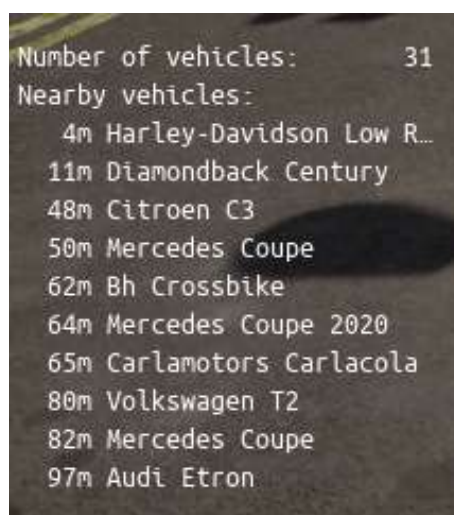 Number of vehicles: 31
Nearby vehicles:
4m Harley-Davidson Low R…
11m Diamondback Century
48m Citroen C3
50m Mercedes Coupe
62m Bh Crossbike
64m Mercedes Coupe 2020
65m Carlamotors Carlacola
80m Volkswagen T2
82m Mercedes Coupe
97m Audi Etron